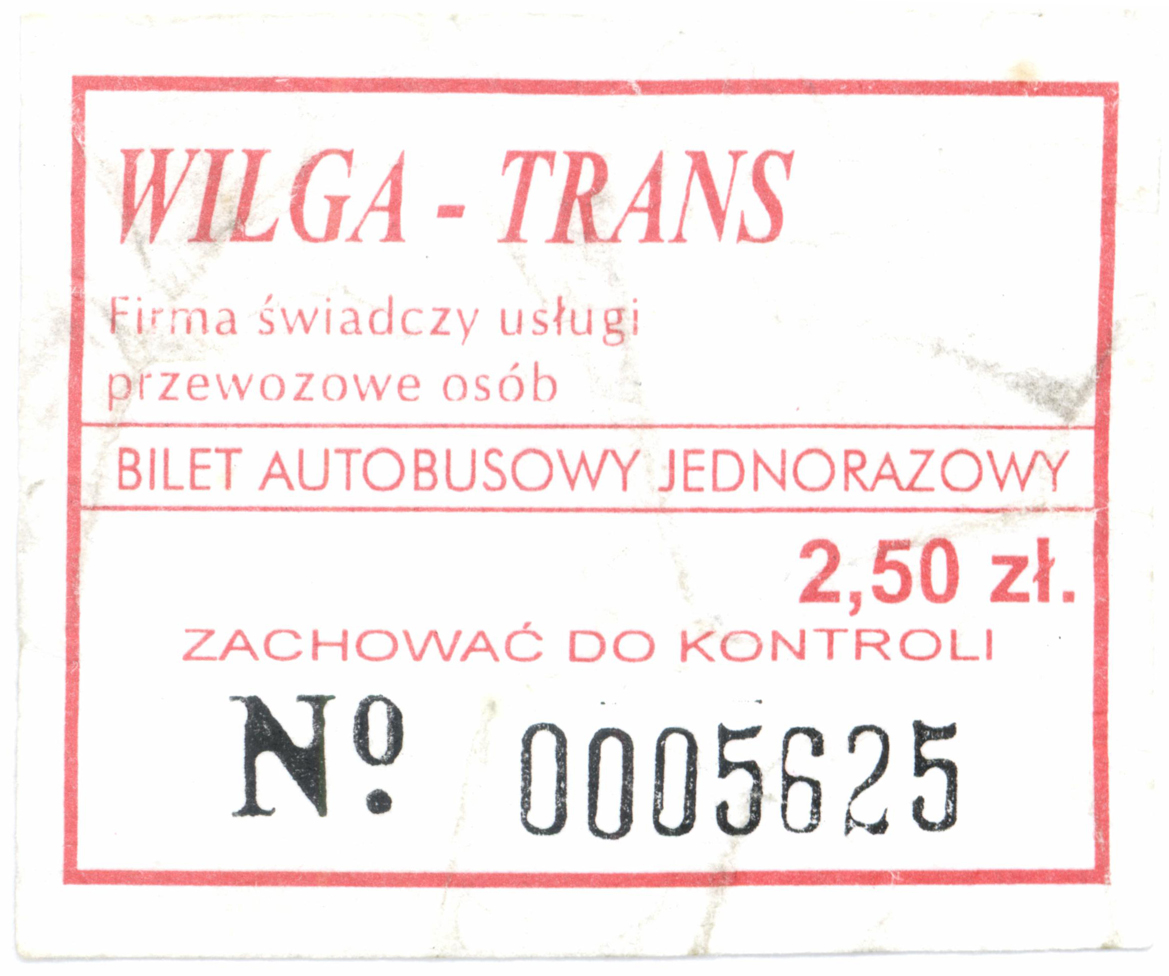 WILGA - TRANS
Firma świadczy usługi
przewozowe osób
BILET AUTOBUSOWY JEDNORAZOWY
2,50 zł.
ZACHOWAĆ DO KONTROLI
Nº 0005625